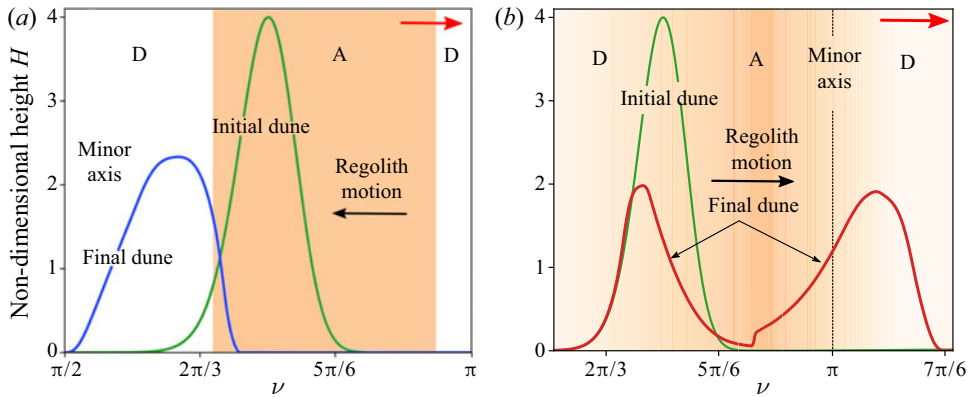 (a)
Non-dimensional height H
4
3
2
1
0
D
A
D
Initial dune
Minor
axis
Regolith
motion
Final dune
π/2
2π/3
5π/6
π
ν
(b)
4
3
2
1
0
D
A
Minor
axis
D
Initial dune
Regolith
motion
Final dune
2π/3
5π/6
π
7π/6
ν